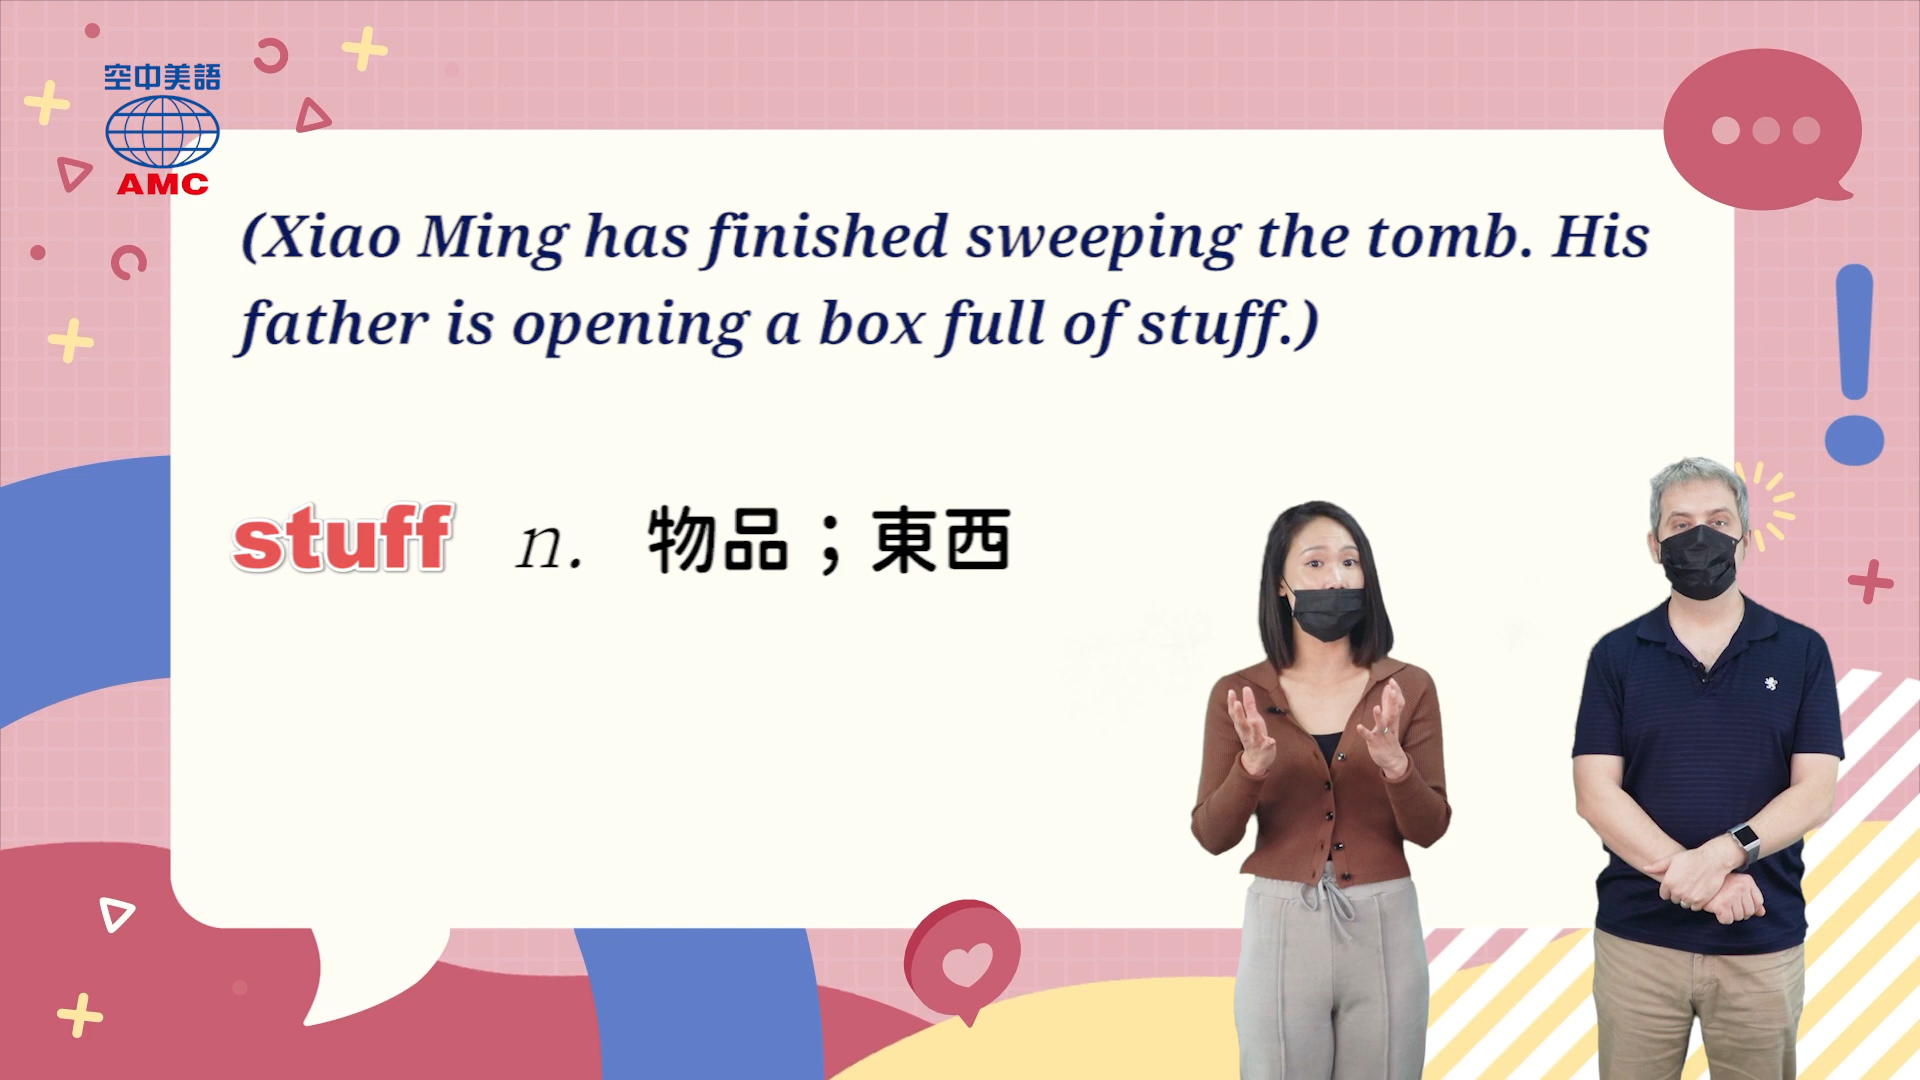 空中美語
AMC
(Xiao Ming has finished sweeping the tomb. His
father is opening a box full of stuff.)
stuff n. 物品；東西